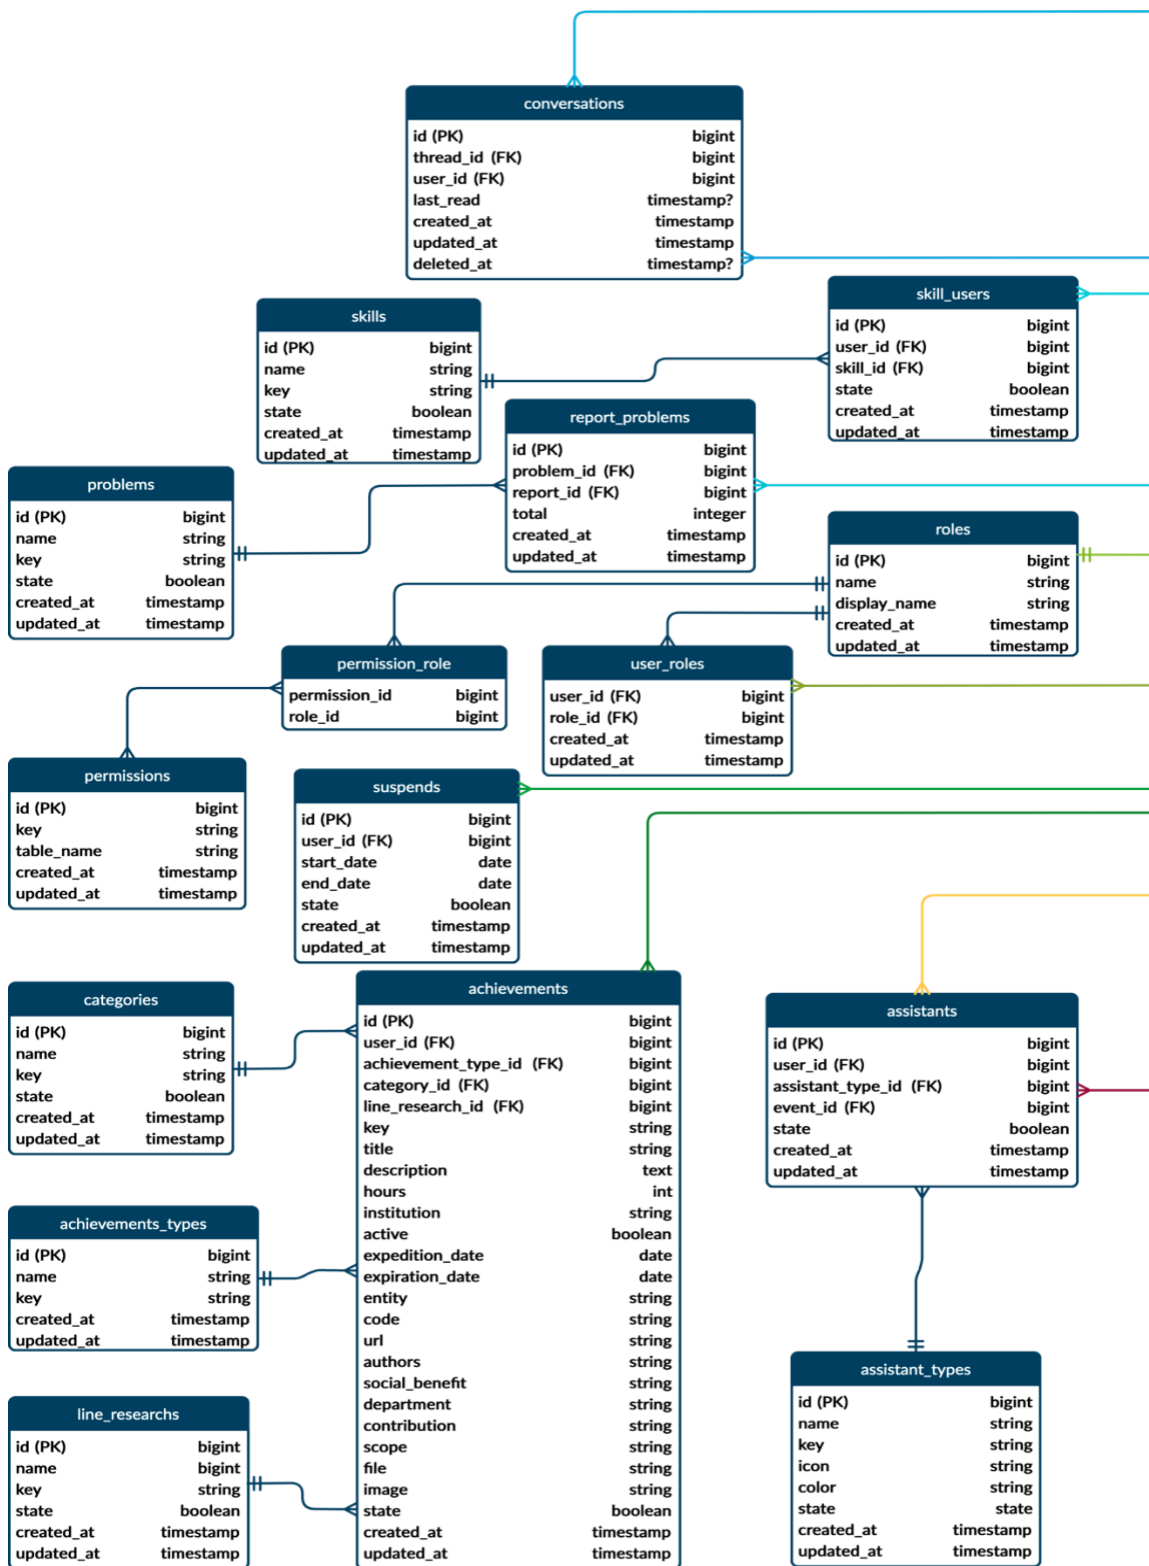 conversations
id (PK) bigint
thread_id (FK) bigint
user_id (FK) bigint
last_read timestamp?
created_at timestamp
updated_at timestamp
deleted_at timestamp?
skill_users
id (PK) bigint
user_id (FK) bigint
skill_id (FK) bigint
state boolean
created_at timestamp
updated_at timestamp
skills
id (PK) bigint
name string
key string
state boolean
created_at timestamp
updated_at timestamp
report_problems
id (PK) bigint
problem_id (FK) bigint
report_id (FK) bigint
total integer
created_at timestamp
updated_at timestamp
problems
id (PK) bigint
name string
key string
state boolean
created_at timestamp
updated_at timestamp
roles
id (PK) bigint
name string
display_name string
created_at timestamp
updated_at timestamp
permission_role
permission_id bigint
role_id bigint
user_roles
user_id (FK) bigint
role_id (FK) bigint
created_at timestamp
updated_at timestamp
permissions
id (PK) bigint
key string
table_name string
created_at timestamp
updated_at timestamp
suspends
id (PK) bigint
user_id (FK) bigint
start_date date
end_date date
state boolean
created_at timestamp
updated_at timestamp
categories
id (PK) bigint
name string
key string
state boolean
created_at timestamp
updated_at timestamp
achievements
id (PK) bigint
user_id (FK) bigint
achievement_type_id (FK) bigint
category_id (FK) bigint
line_research_id (FK) bigint
key string
title string
description text
hours int
institution string
active boolean
expedition_date date
expiration_date date
entity string
code string
url string
authors string
social_benefit string
department string
contribution string
scope string
file string
image string
state boolean
created_at timestamp
updated_at timestamp
assistants
id (PK) bigint
user_id (FK) bigint
assistant_type_id (FK) bigint
event_id (FK) bigint
state boolean
created_at timestamp
updated_at timestamp
achievements_types
id (PK) bigint
name string
key string
created_at timestamp
updated_at timestamp
assistant_types
id (PK) bigint
name string
key string
icon string
color string
state state
created_at timestamp
updated_at timestamp
line_researchs
id (PK) bigint
name bigint
key string
state boolean
created_at timestamp
updated_at timestamp